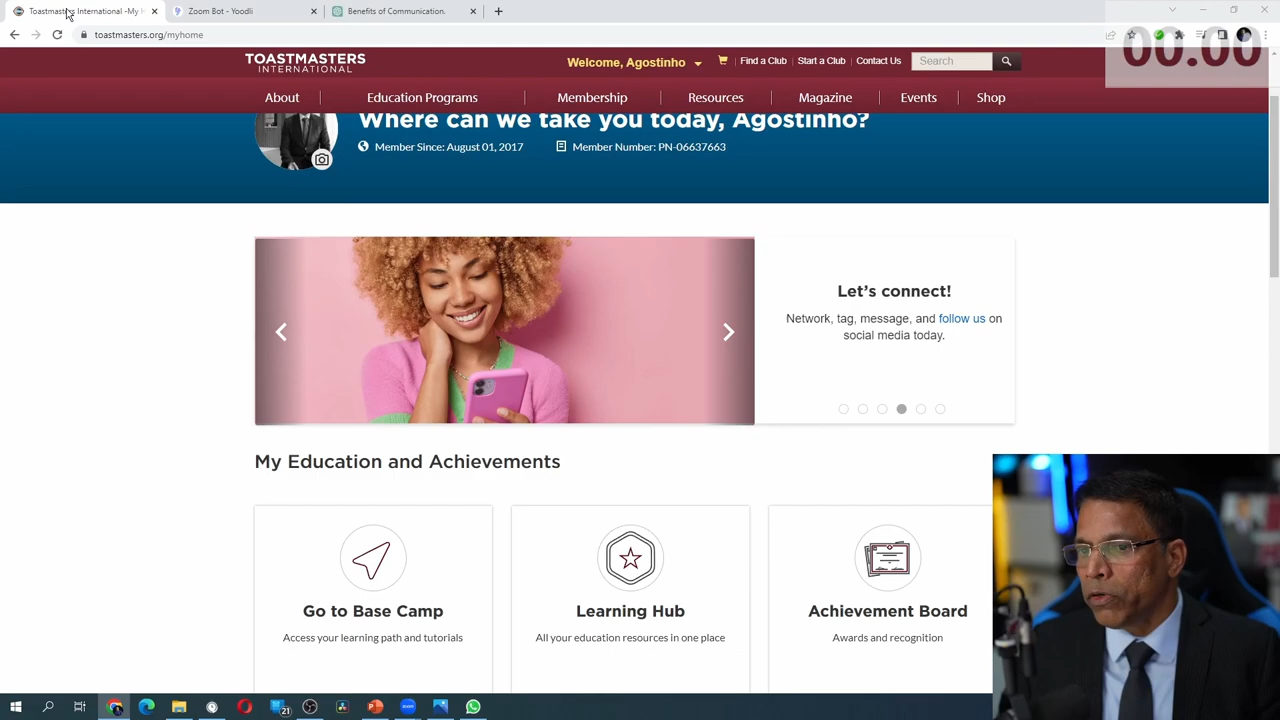 Toastmasters International -My H
Zoom Bot - Yoodli
Benefits of Communication.
toastmasters.org/myhome
00.00
TOASTMASTERS
INTERNATIONAL
Welcome, Agostinho
Find a Club
Start a Club
Contact Us
Search
About
Education Programs
Membership
Resources
Magazine
Events
Shop
Where can we take you today, Agostinho?
Member Since: August 01, 2017
Member Number: PN-06637663
Let's connect!
Network, tag, message, and follow us on
social media today.
My Education and Achievements
Go to Base Camp
Access your learning path and tutorials
Learning Hub
All your education resources in one place
Achievement Board
Awards and recognition
21
zoom